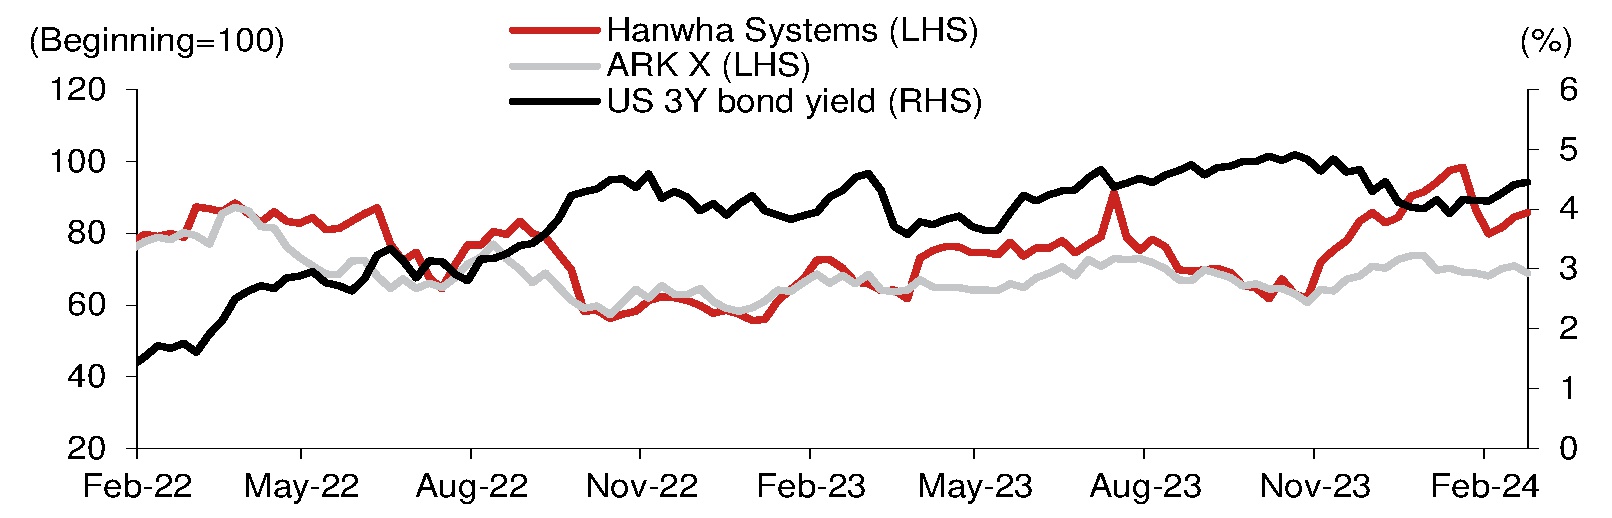 (Beginning=100)
Hanwha Systems (LHS)
ARK X (LHS)
US 3Y bond yield (RHS)
(%)
120
100
80
60
40
20
6
5
4
3
2
1
0
Feb-22 May-22 Aug-22 Nov-22 Feb-23 May-23 Aug-23 Nov-23 Feb-24